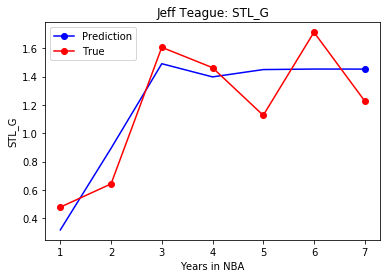 Jeff Teague: STL_G
Prediction
True
STL_G
1.6
1.4
1.2
1.0
0.8
0.6
0.4
1 2 3 4 5 6 7
Years in NBA